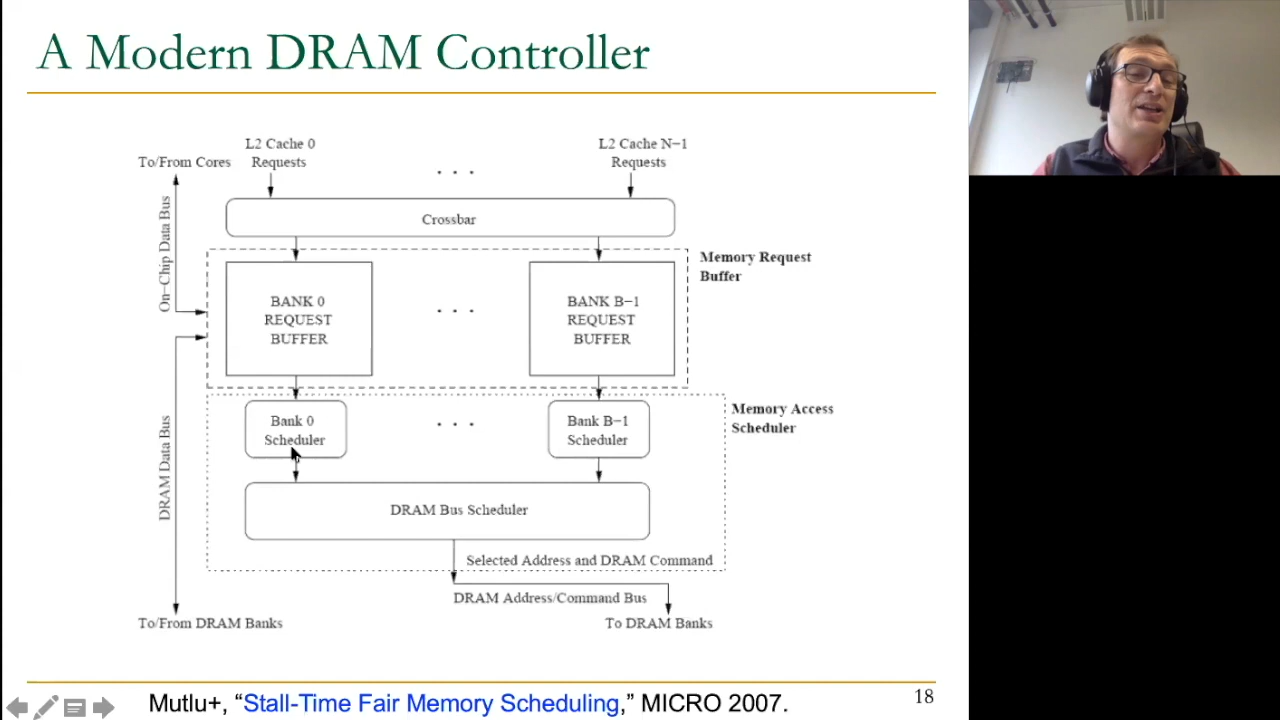 A Modern DRAM Controller
L2 Cache 0
Requests
L2 Cache N−1
Requests
To/From Cores
. . .
Crossbar
On−Chip Data Bus
Memory Request
Buffer
BANK 0
REQUEST
BUFFER
. . .
BANK B−1
REQUEST
BUFFER
Memory Access
Scheduler
Bank 0
Scheduler
. . .
Bank B−1
Scheduler
DRAM Data Bus
DRAM Bus Scheduler
Selected Address and DRAM Command
DRAM Address/Command Bus
To/From DRAM Banks
To DRAM Banks
Mutlu+, “Stall-Time Fair Memory Scheduling,” MICRO 2007.
18